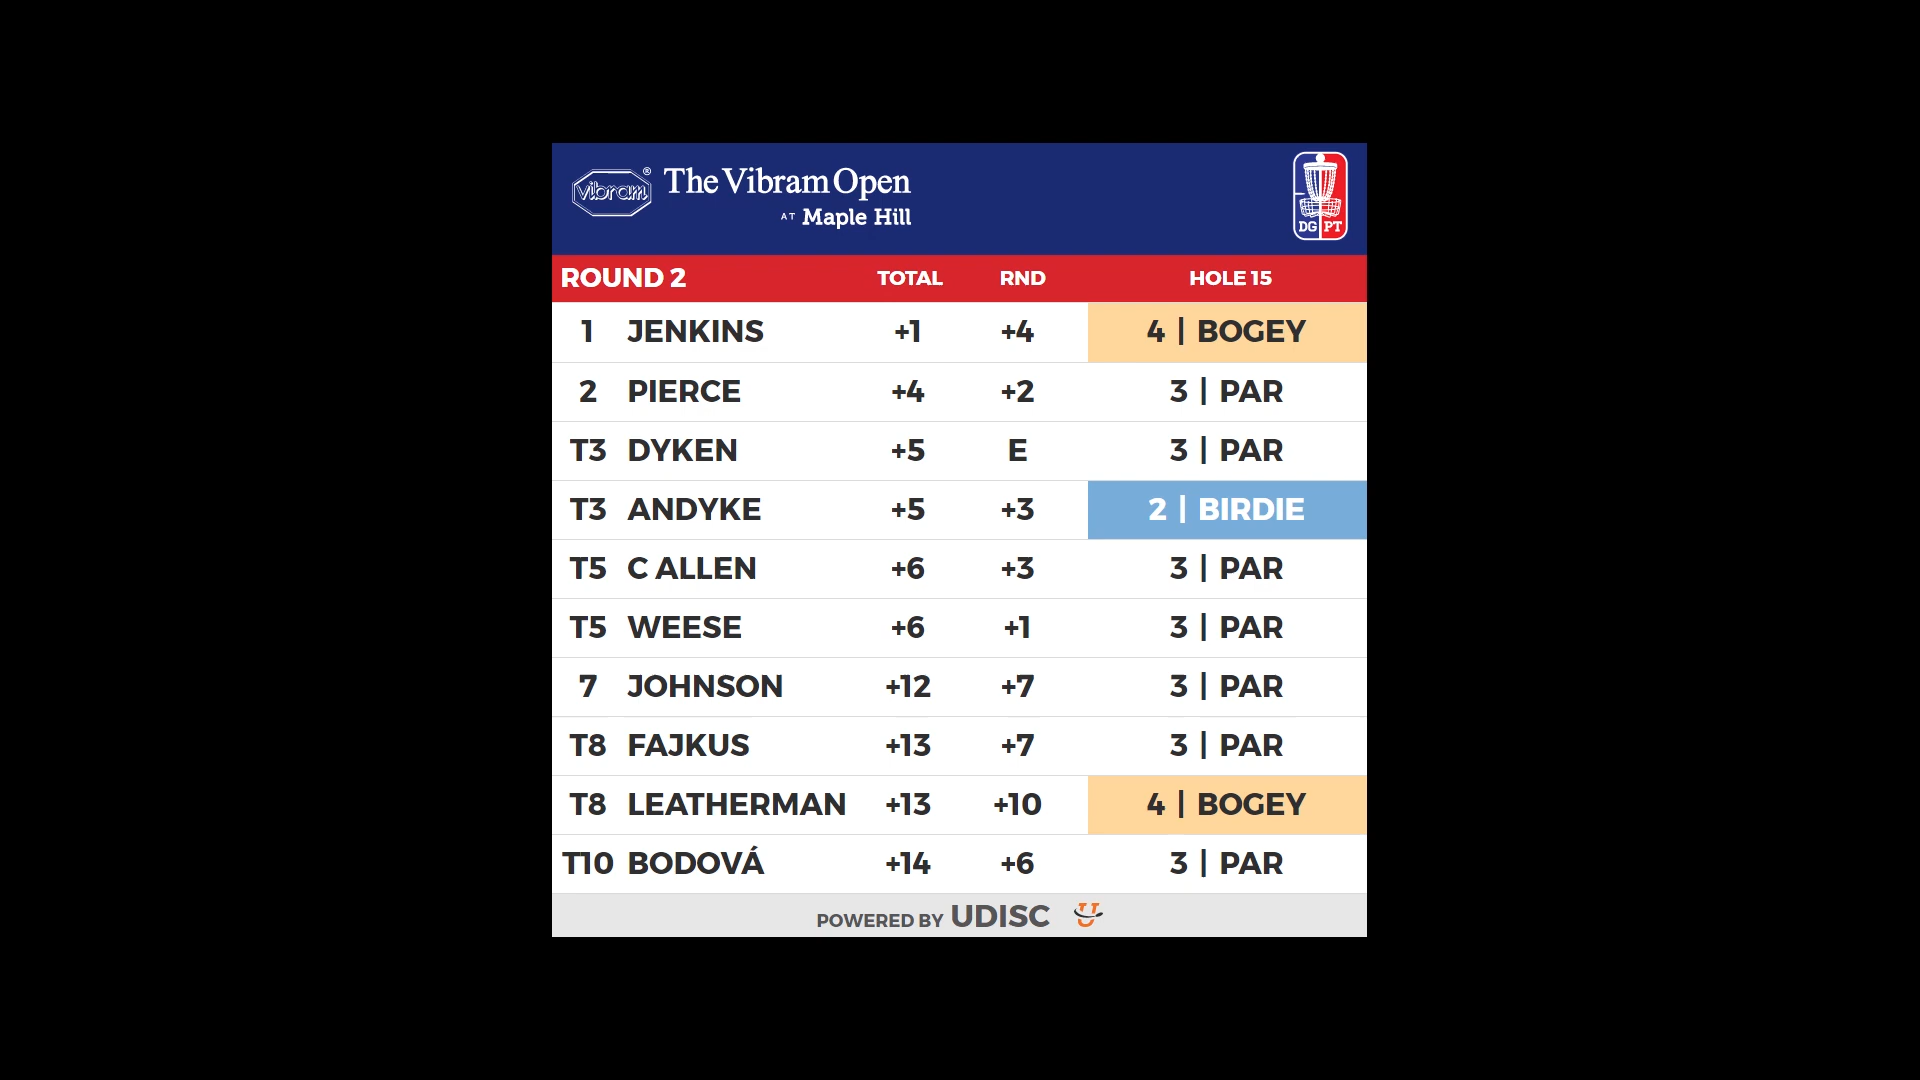 vibram®
The Vibram Open
AT Maple Hill
DG PT
ROUND 2 TOTAL RND HOLE 15
1 JENKINS +1 +4 4 | BOGEY
2 PIERCE +4 +2 3 | PAR
T3 DYKEN +5 E 3 | PAR
T3 ANDYKE +5 +3 2 | BIRDIE
T5 C ALLEN +6 +3 3 | PAR
T5 WEESE +6 +1 3 | PAR
7 JOHNSON +12 +7 3 | PAR
T8 FAJKUS +13 +7 3 | PAR
T8 LEATHERMAN +13 +10 4 | BOGEY
T10 BODOVÁ +14 +6 3 | PAR
POWERED BY UDISC